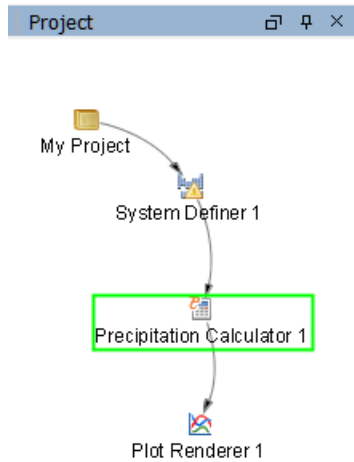 Project
My Project
System Definer 1
Precipitation Calculator 1
Plot Renderer 1